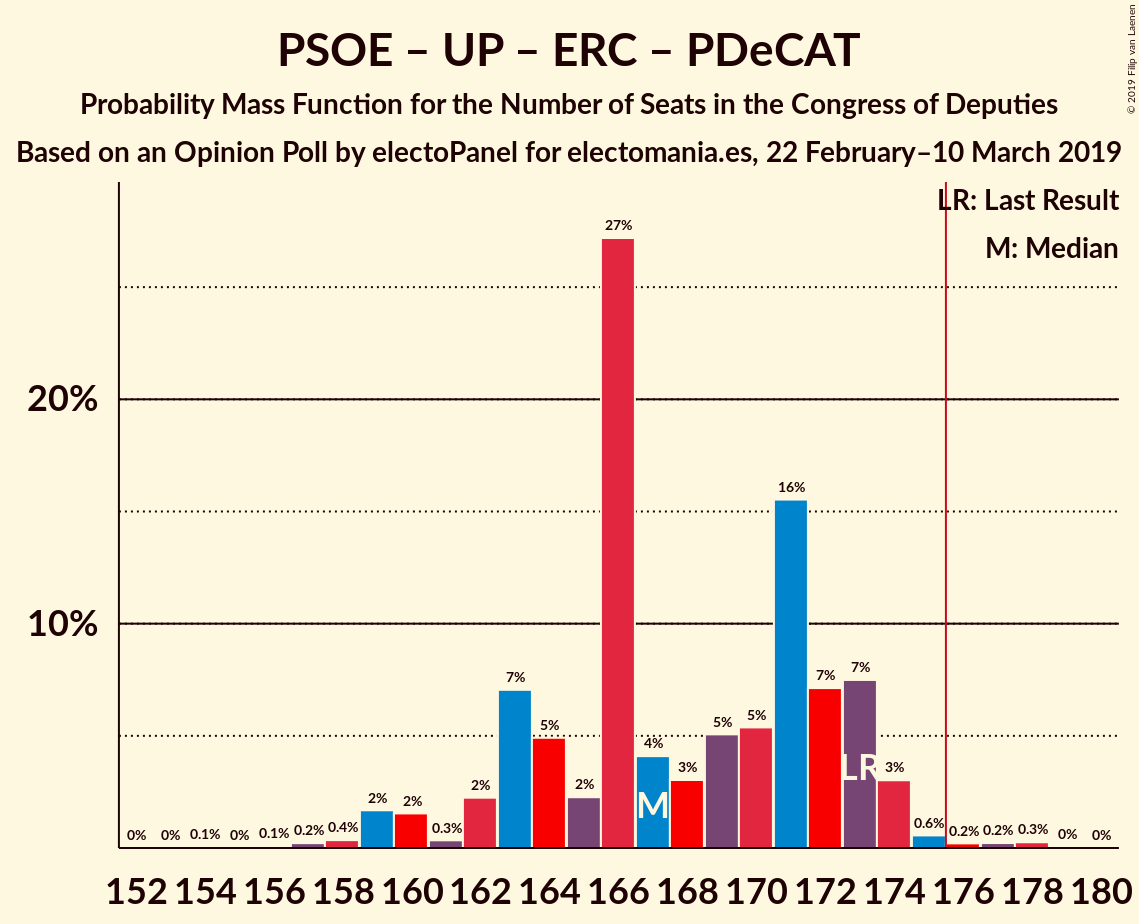 PSOE – UP – ERC – PDeCAT
Probability Mass Function for the Number of Seats in the Congress of Deputies
Based on an Opinion Poll by electoPanel for electomania.es, 22 February–10 March 2019
© 2019 Filip van Laenen
LR: Last Result
M: Median
20%
10%
0% 0% 0.1% 0% 0.1% 0.2% 0.4% 2% 2% 0.3% 2% 7% 5% 2% 27% 4% 3% 5% 5% 16% 7% 7% 3% 0.6% 0.2% 0.2% 0.3% 0% 0%
M
LR
152 154 156 158 160 162 164 166 168 170 172 174 176 178 180